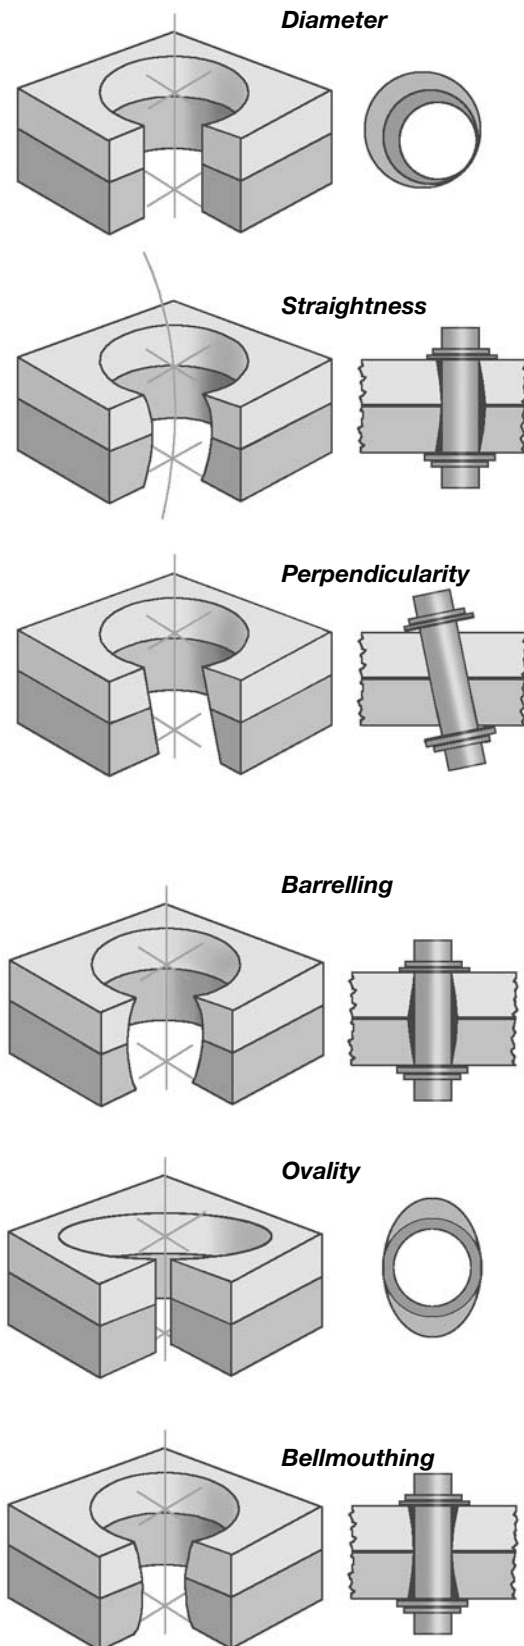 Diameter
Straightness
Perpendicularity
Barrelling
Ovality
Bellmouthing